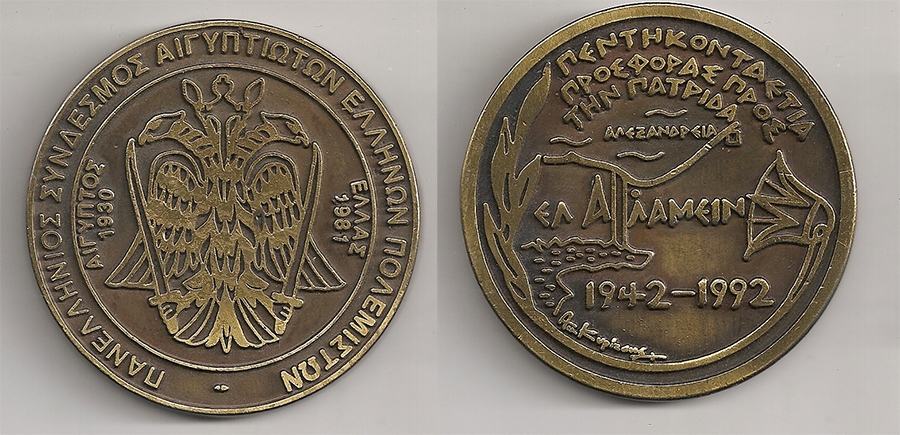 ΠΑΝΕΛΛΗΝΙΟΣ ΣΥΝΔΕΣΜΟΣ ΑΙΓΥΠΤΙΩΤΩΝ ΕΛΛΗΝΩΝ ΠΟΛΕΜΙΣΤΩΝ
ΑΙΓΥΠΤΟΣ
1930
ΕΛΛΑΣ
1981
ΠΕΝΤΗΚΟΝΤΑΕΤΙΑ
ΠΡΟΣΦΟΡΑΣ ΠΡΟΣ
ΤΗΝ ΠΑΤΡΙΔΑ
ΑΛΕΞΑΝΔΡΕΙΑ
ΕΛ ΑΛΑΜΕΙΝ
1942-1992